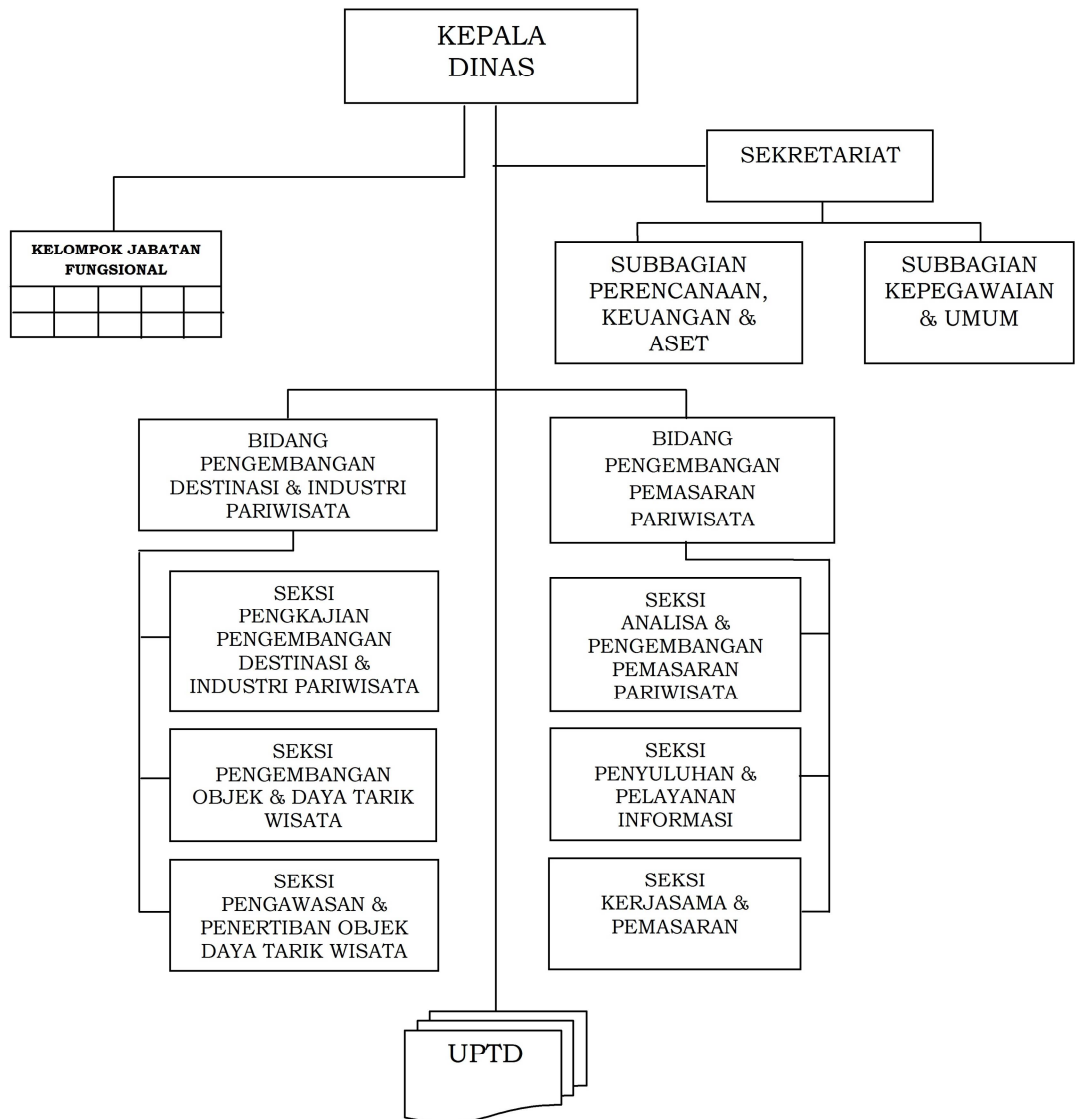 KEPALA
DINAS
SEKRETARIAT
KELOMPOK JABATAN
FUNGSIONAL
SUBBAGIAN
PERENCANAAN,
KEUANGAN &
ASET
SUBBAGIAN
KEPEGAWAIAN
& UMUM
BIDANG
PENGEMBANGAN
DESTINASI & INDUSTRI
PARIWISATA
BIDANG
PENGEMBANGAN
PEMASARAN
PARIWISATA
SEKSI
PENGKAJIAN
PENGEMBANGAN
DESTINASI &
INDUSTRI PARIWISATA
SEKSI
ANALISA &
PENGEMBANGAN
PEMASARAN
PARIWISATA
SEKSI
PENGEMBANGAN
OBJEK & DAYA TARIK
WISATA
SEKSI
PENYULUHAN &
PELAYANAN
INFORMASI
SEKSI
PENGAWASAN &
PENERTIBAN OBJEK
DAYA TARIK WISATA
SEKSI
KERJASAMA &
PEMASARAN
UPTD